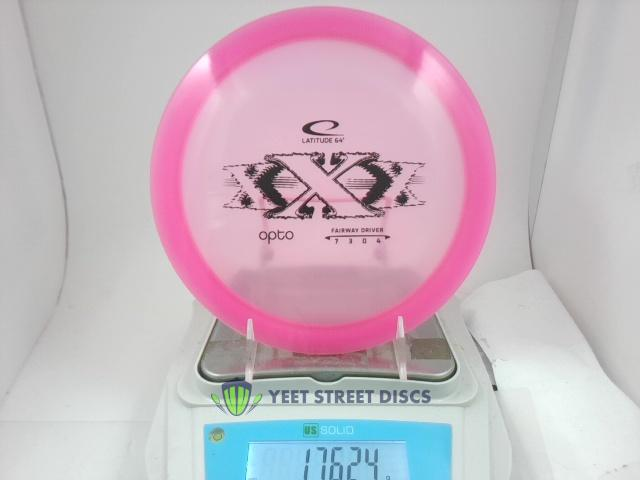 LATITUDE 64°
X
opto
FAIRWAY DRIVER
7 3 0 4
YEET STREET DISCS
US SOLID
176.24 g